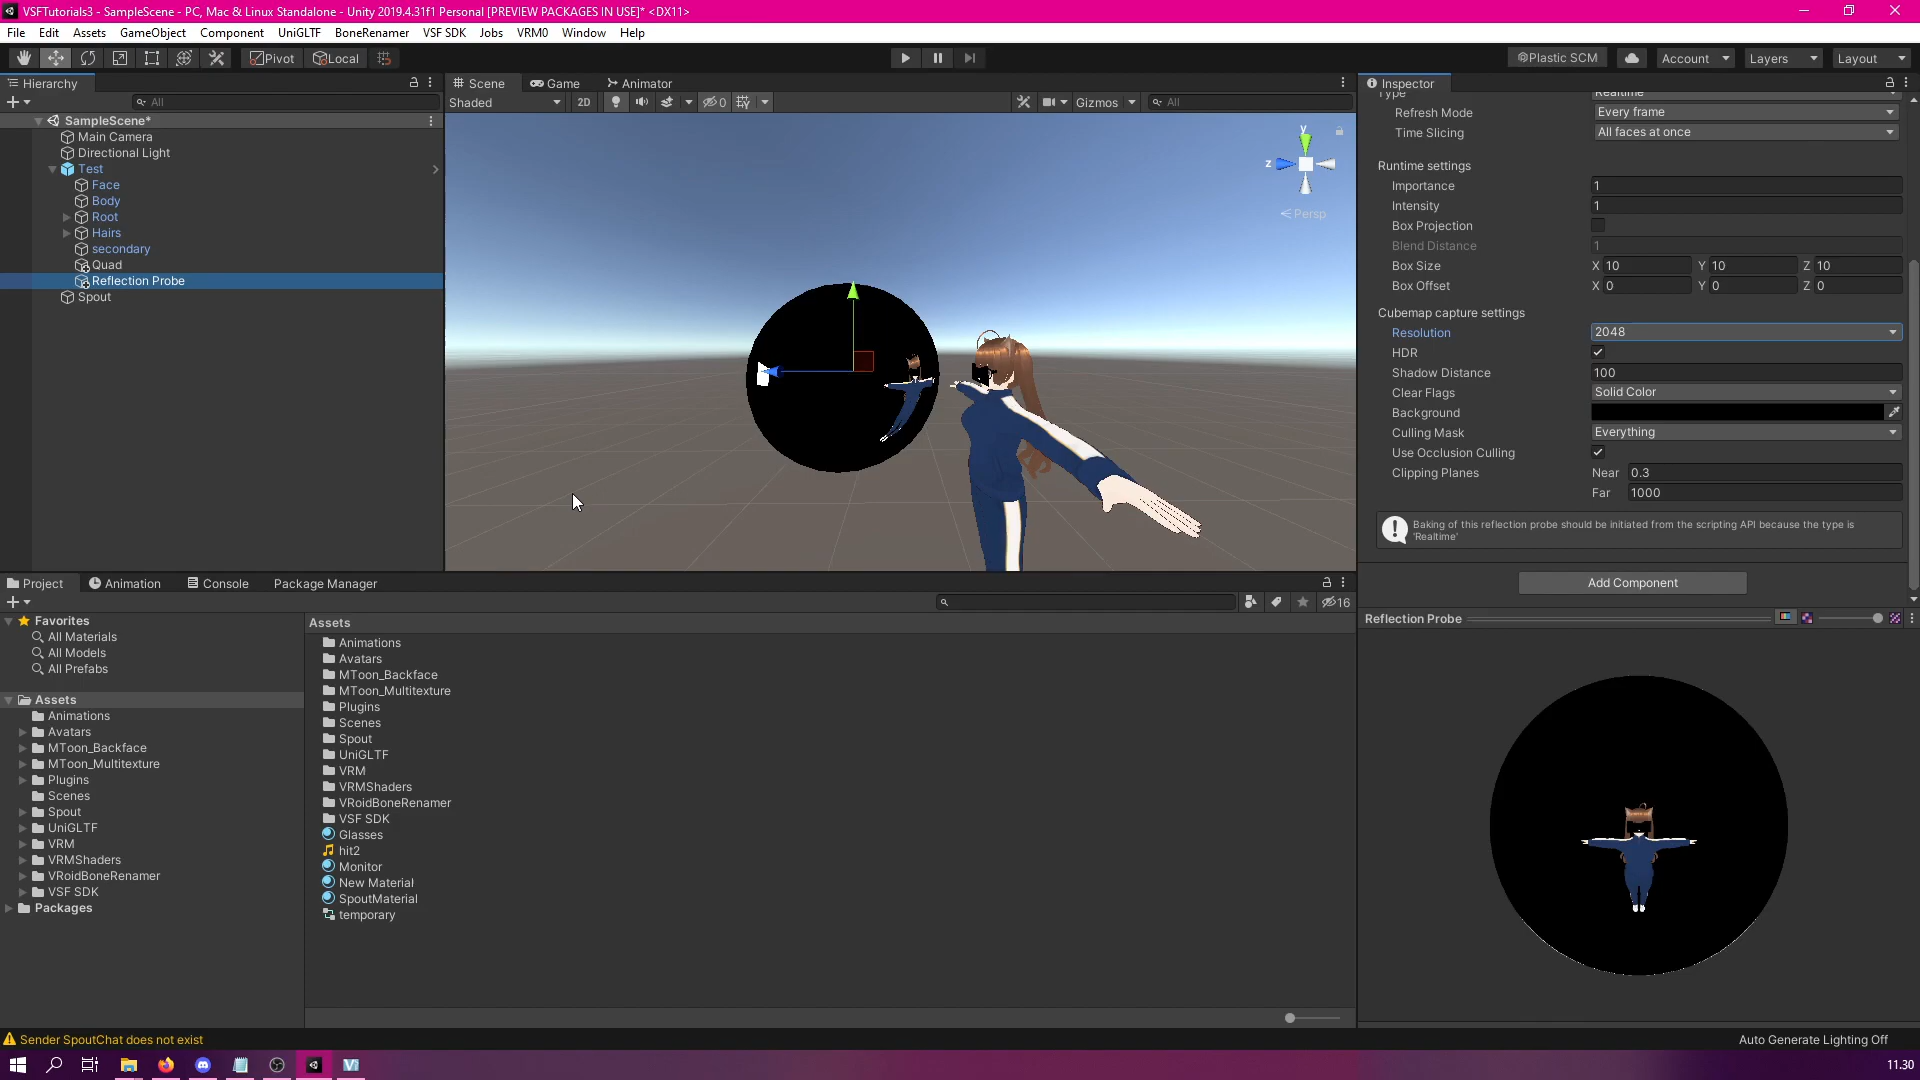 VSFTutorials3 - SampleScene - PC, Mac & Linux Standalone - Unity 2019.4.31f1 Personal [PREVIEW PACKAGES IN USE]* <DX11>
File Edit Assets GameObject Component UniGLTF BoneRenamer VSF SDK Jobs VRM0 Window Help
Pivot Local Plastic SCM Account Layers Layout
Hierarchy Scene Game Animator Inspector
All Shaded 2D 0 Gizmos All
SampleScene*
Main Camera
Directional Light
Test
Face
Body
Root
Hairs
secondary
Quad
Reflection Probe
Spout
y
z
Persp
Type Realtime
Refresh Mode Every frame
Time Slicing All faces at once
Runtime settings
Importance 1
Intensity 1
Box Projection
Blend Distance 1
Box Size X 10 Y 10 Z 10
Box Offset X 0 Y 0 Z 0
Cubemap capture settings
Resolution 2048
HDR
Shadow Distance 100
Clear Flags Solid Color
Background
Culling Mask Everything
Use Occlusion Culling
Clipping Planes Near 0.3
Far 1000
Baking of this reflection probe should be initiated from the scripting API because the type is
'Realtime'
Add Component
Reflection Probe
Project Animation Console Package Manager
16
Favorites
All Materials
All Models
All Prefabs
Assets
Animations
Avatars
MToon_Backface
MToon_Multitexture
Plugins
Scenes
Spout
UniGLTF
VRM
VRMShaders
VRoidBoneRenamer
VSF SDK
Packages
Assets
Animations
Avatars
MToon_Backface
MToon_Multitexture
Plugins
Scenes
Spout
UniGLTF
VRM
VRMShaders
VRoidBoneRenamer
VSF SDK
Glasses
hit2
Monitor
New Material
SpoutMaterial
temporary
Sender SpoutChat does not exist
Auto Generate Lighting Off
11.30